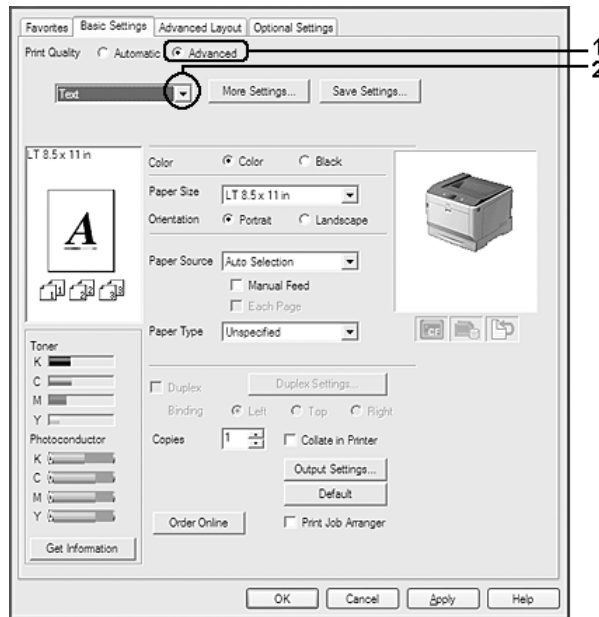 Favorites Basic Settings Advanced Layout Optional Settings
Print Quality Automatic Advanced 1
2
Text More Settings... Save Settings...
LT 8.5 x 11 in
Color Color Black
Paper Size LT 8.5 x 11 in
Orientation Portrait Landscape
A
Paper Source Auto Selection
Manual Feed
Each Page
Paper Type Unspecified
CF
Toner
K
C
M
Y
Duplex Duplex Settings...
Binding Left Top Right
Photoconductor
Copies 1 Collate in Printer
K
C
M
Y
Output Settings...
Default
Order Online Print Job Arranger
Get Information
OK Cancel Apply Help